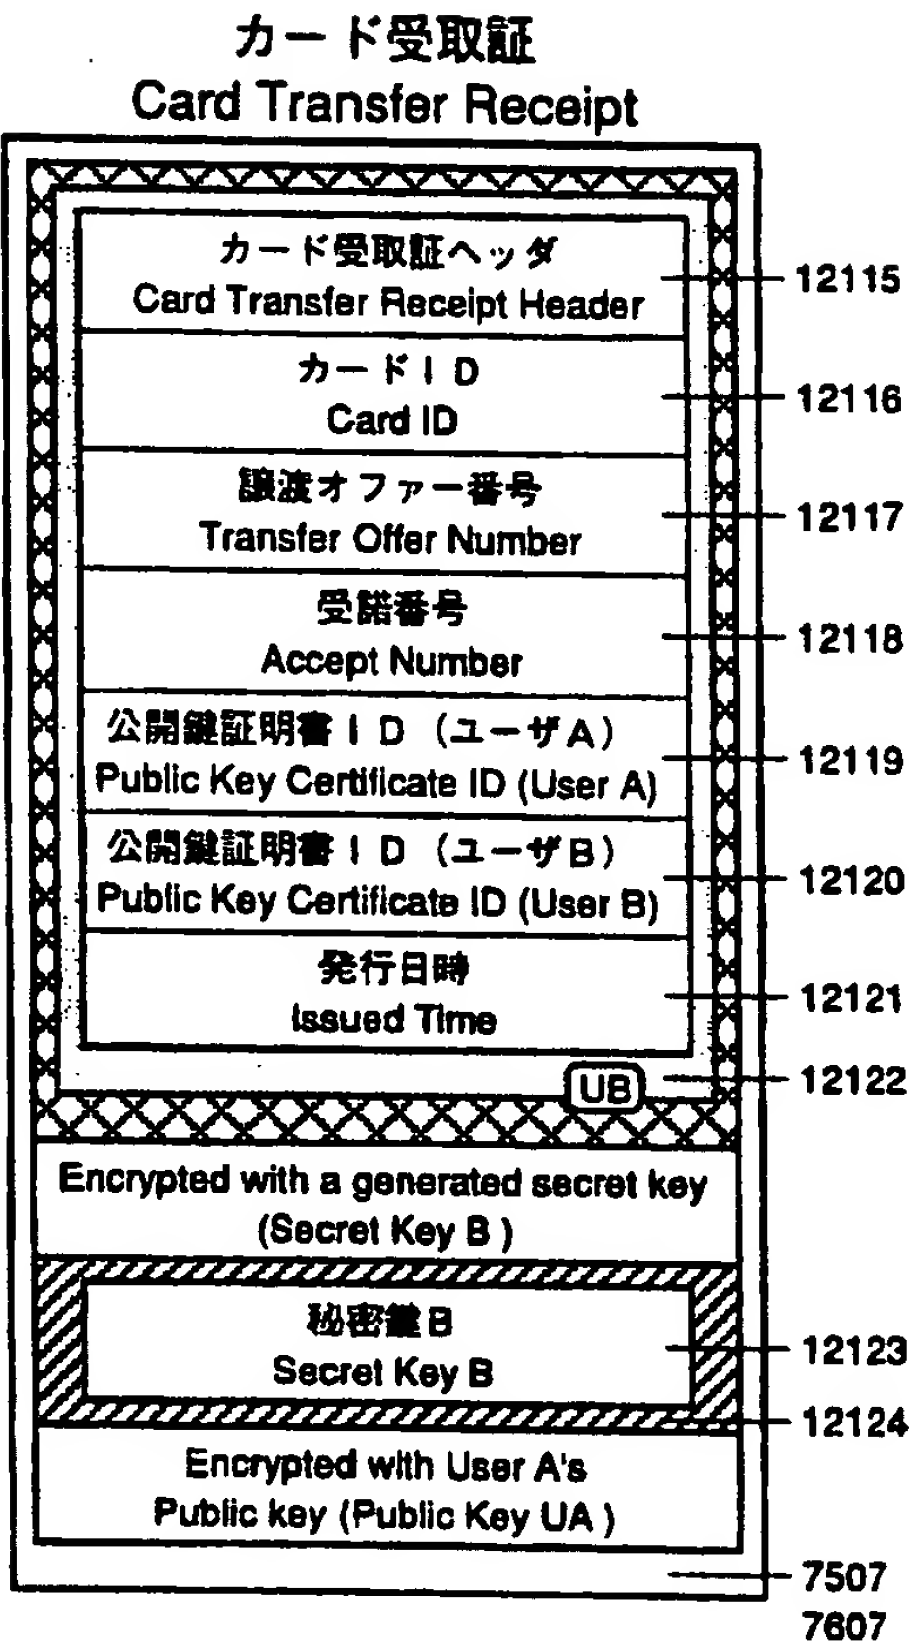 カード受取証
Card Transfer Receipt
カード受取証ヘッダ
Card Transfer Receipt Header
12115
カードID
Card ID
12116
譲渡オファー番号
Transfer Offer Number
12117
受諾番号
Accept Number
12118
公開鍵証明書ID（ユーザA）
Public Key Certificate ID (User A)
12119
公開鍵証明書ID（ユーザB）
Public Key Certificate ID (User B)
12120
発行日時
Issued Time
12121
UB
12122
Encrypted with a generated secret key
(Secret Key B )
秘密鍵B
Secret Key B
12123
12124
Encrypted with User A's
Public key (Public Key UA )
7507
7607